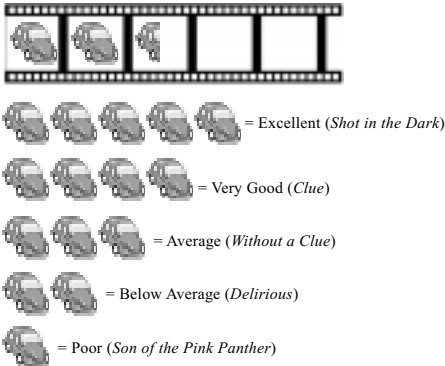 = Excellent (Shot in the Dark)
= Very Good (Clue)
= Average (Without a Clue)
= Below Average (Delirious)
= Poor (Son of the Pink Panther)